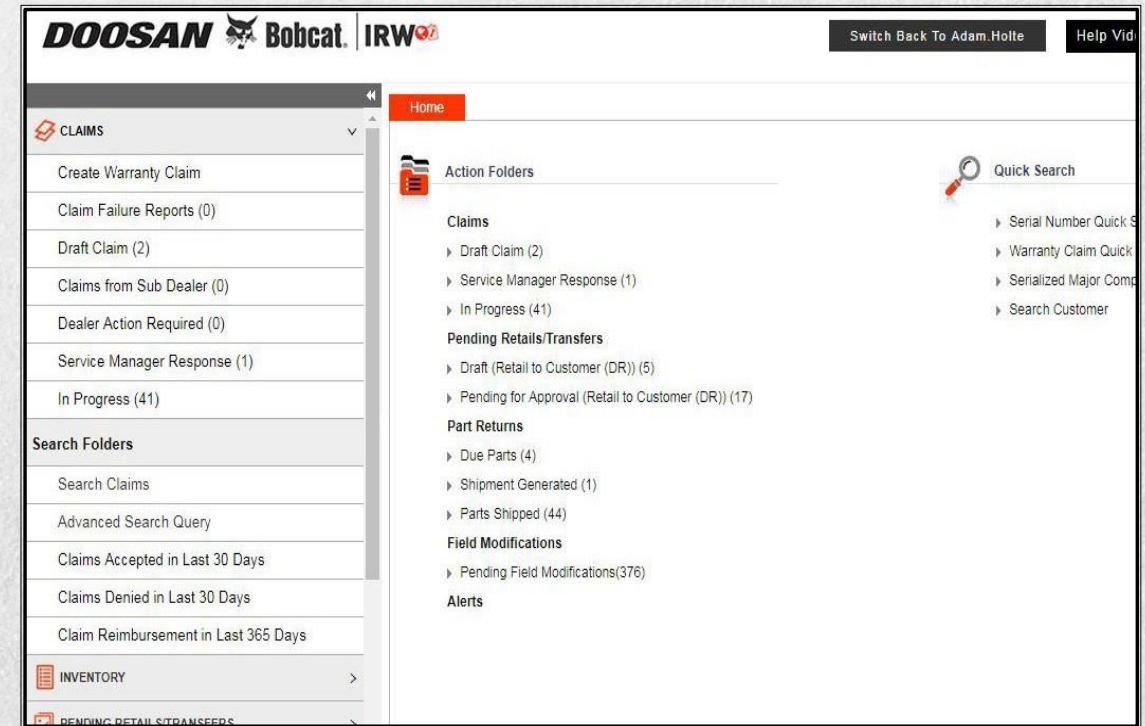 DOOSAN Bobcat. IRW
Switch Back To Adam.Holte
Help Vid
Home
CLAIMS
Create Warranty Claim
Claim Failure Reports (0)
Draft Claim (2)
Claims from Sub Dealer (0)
Dealer Action Required (0)
Service Manager Response (1)
In Progress (41)
Search Folders
Search Claims
Advanced Search Query
Claims Accepted in Last 30 Days
Claims Denied in Last 30 Days
Claim Reimbursement in Last 365 Days
INVENTORY
PENDING RETAILS/TRANSFERS
Action Folders
Claims
Draft Claim (2)
Service Manager Response (1)
In Progress (41)
Pending Retails/Transfers
Draft (Retail to Customer (DR)) (5)
Pending for Approval (Retail to Customer (DR)) (17)
Part Returns
Due Parts (4)
Shipment Generated (1)
Parts Shipped (44)
Field Modifications
Pending Field Modifications(376)
Alerts
Quick Search
Serial Number Quick S
Warranty Claim Quick
Serialized Major Comp
Search Customer